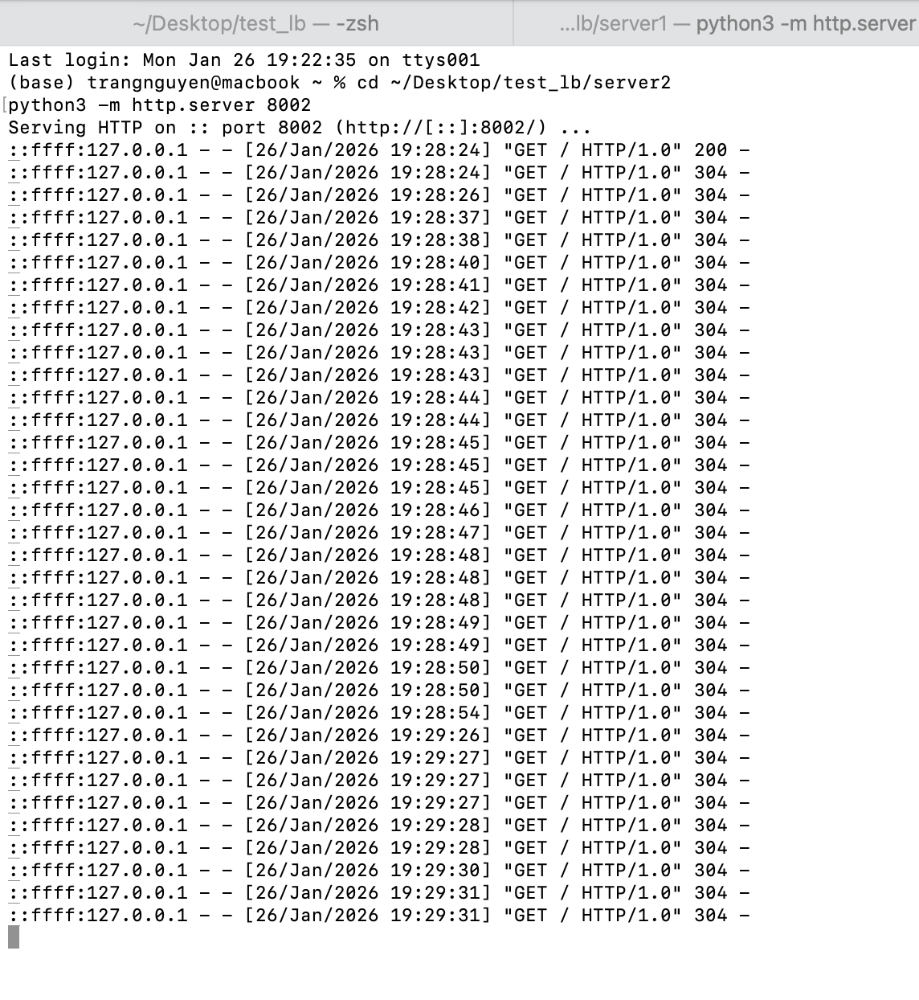 ~/Desktop/test_lb — -zsh
...lb/server1 — python3 -m http.server
Last login: Mon Jan 26 19:22:35 on ttys001
(base) trangnguyen@macbook ~ % cd ~/Desktop/test_lb/server2
[python3 -m http.server 8002
Serving HTTP on :: port 8002 (http://[::]:8002/) ...
::ffff:127.0.0.1 - - [26/Jan/2026 19:28:24] "GET / HTTP/1.0" 200 -
::ffff:127.0.0.1 - - [26/Jan/2026 19:28:24] "GET / HTTP/1.0" 304 -
::ffff:127.0.0.1 - - [26/Jan/2026 19:28:26] "GET / HTTP/1.0" 304 -
::ffff:127.0.0.1 - - [26/Jan/2026 19:28:37] "GET / HTTP/1.0" 304 -
::ffff:127.0.0.1 - - [26/Jan/2026 19:28:38] "GET / HTTP/1.0" 304 -
::ffff:127.0.0.1 - - [26/Jan/2026 19:28:40] "GET / HTTP/1.0" 304 -
::ffff:127.0.0.1 - - [26/Jan/2026 19:28:41] "GET / HTTP/1.0" 304 -
::ffff:127.0.0.1 - - [26/Jan/2026 19:28:42] "GET / HTTP/1.0" 304 -
::ffff:127.0.0.1 - - [26/Jan/2026 19:28:43] "GET / HTTP/1.0" 304 -
::ffff:127.0.0.1 - - [26/Jan/2026 19:28:43] "GET / HTTP/1.0" 304 -
::ffff:127.0.0.1 - - [26/Jan/2026 19:28:43] "GET / HTTP/1.0" 304 -
::ffff:127.0.0.1 - - [26/Jan/2026 19:28:44] "GET / HTTP/1.0" 304 -
::ffff:127.0.0.1 - - [26/Jan/2026 19:28:44] "GET / HTTP/1.0" 304 -
::ffff:127.0.0.1 - - [26/Jan/2026 19:28:45] "GET / HTTP/1.0" 304 -
::ffff:127.0.0.1 - - [26/Jan/2026 19:28:45] "GET / HTTP/1.0" 304 -
::ffff:127.0.0.1 - - [26/Jan/2026 19:28:45] "GET / HTTP/1.0" 304 -
::ffff:127.0.0.1 - - [26/Jan/2026 19:28:46] "GET / HTTP/1.0" 304 -
::ffff:127.0.0.1 - - [26/Jan/2026 19:28:47] "GET / HTTP/1.0" 304 -
::ffff:127.0.0.1 - - [26/Jan/2026 19:28:48] "GET / HTTP/1.0" 304 -
::ffff:127.0.0.1 - - [26/Jan/2026 19:28:48] "GET / HTTP/1.0" 304 -
::ffff:127.0.0.1 - - [26/Jan/2026 19:28:48] "GET / HTTP/1.0" 304 -
::ffff:127.0.0.1 - - [26/Jan/2026 19:28:49] "GET / HTTP/1.0" 304 -
::ffff:127.0.0.1 - - [26/Jan/2026 19:28:49] "GET / HTTP/1.0" 304 -
::ffff:127.0.0.1 - - [26/Jan/2026 19:28:50] "GET / HTTP/1.0" 304 -
::ffff:127.0.0.1 - - [26/Jan/2026 19:28:50] "GET / HTTP/1.0" 304 -
::ffff:127.0.0.1 - - [26/Jan/2026 19:28:54] "GET / HTTP/1.0" 304 -
::ffff:127.0.0.1 - - [26/Jan/2026 19:29:26] "GET / HTTP/1.0" 304 -
::ffff:127.0.0.1 - - [26/Jan/2026 19:29:27] "GET / HTTP/1.0" 304 -
::ffff:127.0.0.1 - - [26/Jan/2026 19:29:27] "GET / HTTP/1.0" 304 -
::ffff:127.0.0.1 - - [26/Jan/2026 19:29:27] "GET / HTTP/1.0" 304 -
::ffff:127.0.0.1 - - [26/Jan/2026 19:29:28] "GET / HTTP/1.0" 304 -
::ffff:127.0.0.1 - - [26/Jan/2026 19:29:28] "GET / HTTP/1.0" 304 -
::ffff:127.0.0.1 - - [26/Jan/2026 19:29:30] "GET / HTTP/1.0" 304 -
::ffff:127.0.0.1 - - [26/Jan/2026 19:29:31] "GET / HTTP/1.0" 304 -
::ffff:127.0.0.1 - - [26/Jan/2026 19:29:31] "GET / HTTP/1.0" 304 -